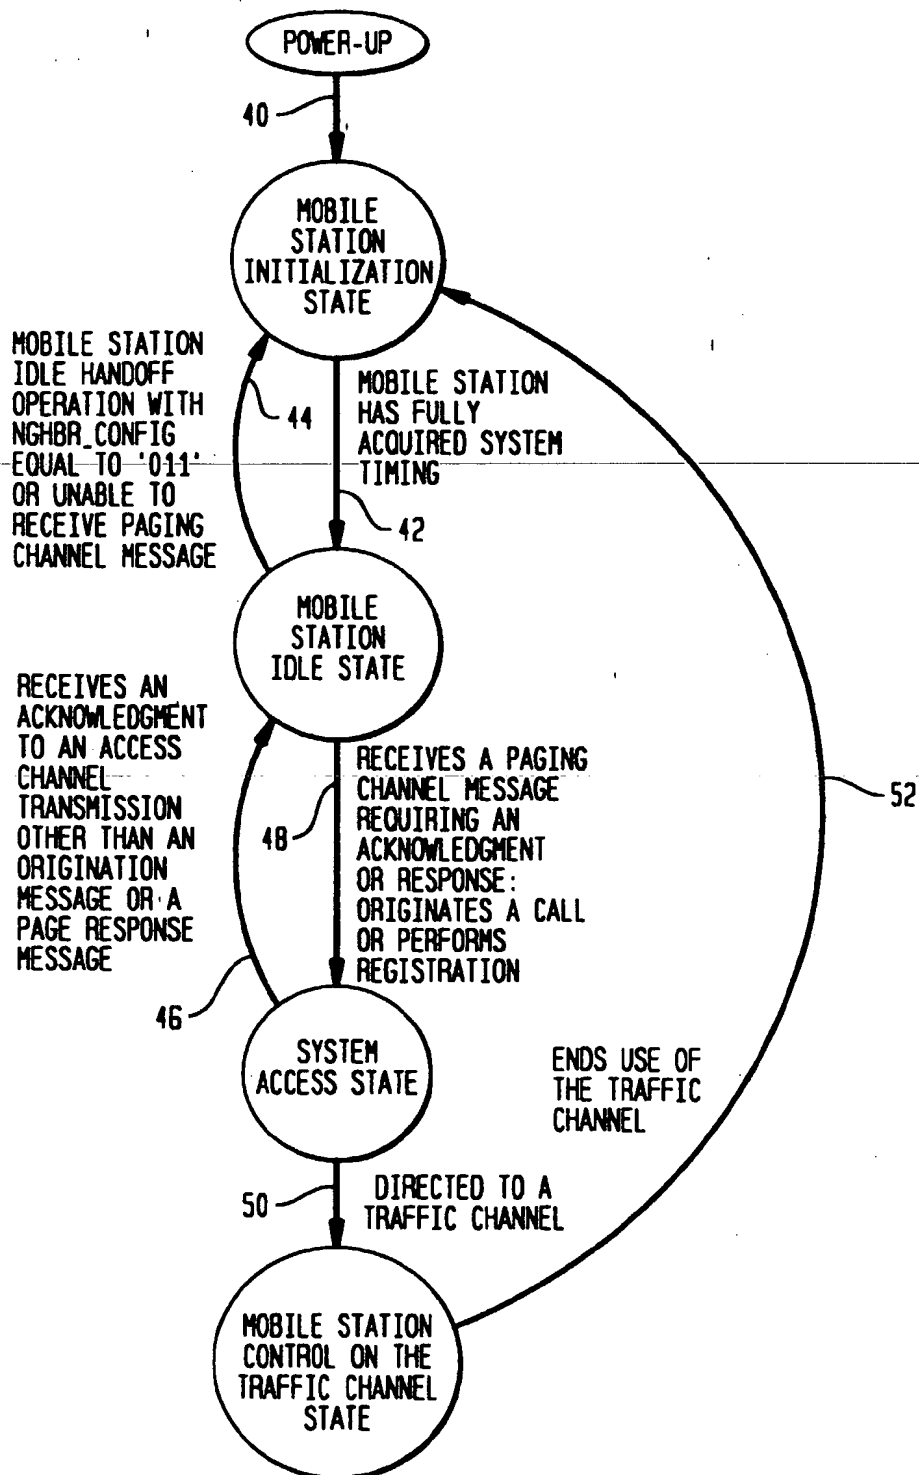 POWER-UP
40
MOBILE
STATION
INITIALIZATION
STATE
MOBILE STATION
IDLE HANDOFF
OPERATION WITH
NGHBR_CONFIG
EQUAL TO '011'
OR UNABLE TO
RECEIVE PAGING
CHANNEL MESSAGE
44
MOBILE STATION
HAS FULLY
ACQUIRED SYSTEM
TIMING
42
MOBILE
STATION
IDLE STATE
RECEIVES AN
ACKNOWLEDGMENT
TO AN ACCESS
CHANNEL
TRANSMISSION
OTHER THAN AN
ORIGINATION
MESSAGE OR A
PAGE RESPONSE
MESSAGE
46
48
RECEIVES A PAGING
CHANNEL MESSAGE
REQUIRING AN
ACKNOWLEDGMENT
OR RESPONSE:
ORIGINATES A CALL
OR PERFORMS
REGISTRATION
52
SYSTEM
ACCESS STATE
ENDS USE OF
THE TRAFFIC
CHANNEL
50
DIRECTED TO A
TRAFFIC CHANNEL
MOBILE STATION
CONTROL ON THE
TRAFFIC CHANNEL
STATE